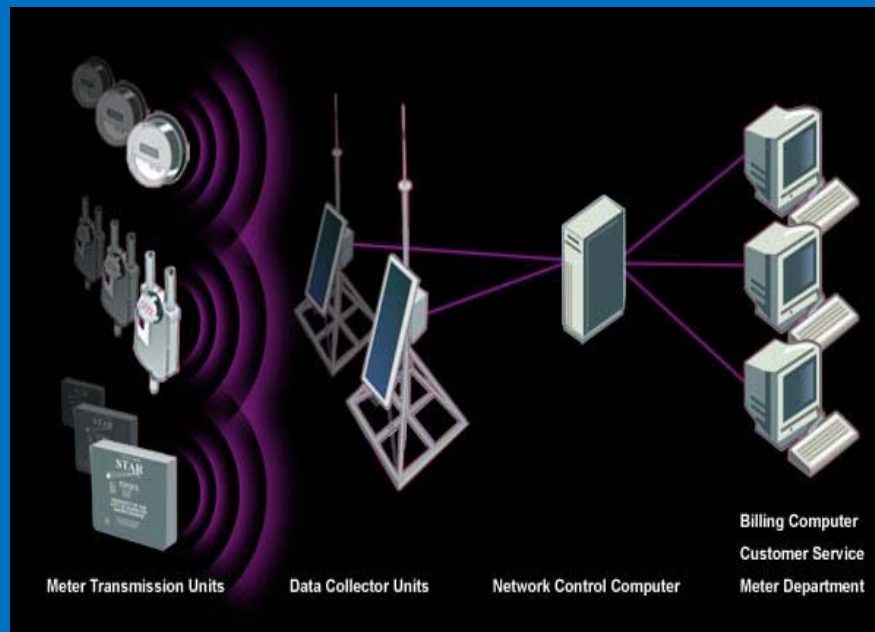 STAR
Billing Computer
Customer Service
Meter Transmission Units
Data Collector Units
Network Control Computer
Meter Department